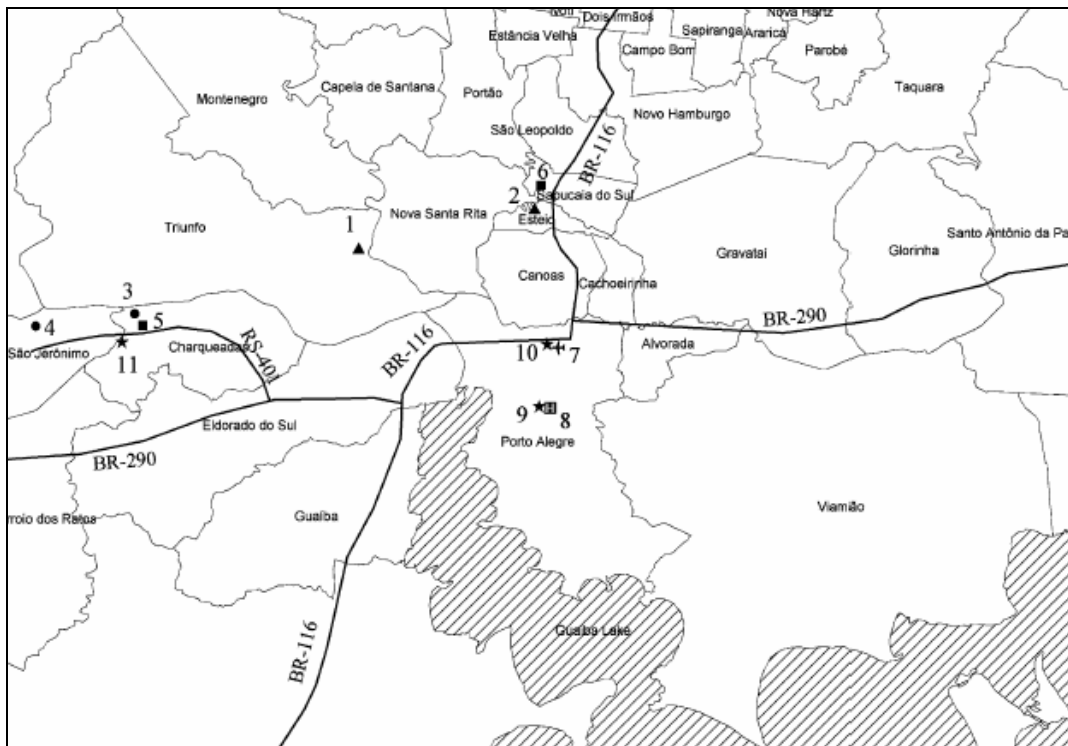 Dois Irmãos
Nova Hartz
Estância Velha
Sapiranga
Araricá
Campo Bom
Parobé
Capela de Santana
Montenegro
Portão
Taquara
Novo Hamburgo
São Leopoldo
BR-116
6
Sapucaia do Sul
2
Esteio
Nova Santa Rita
1
Triunfo
Santo Antônio da Pa
Gravataí
Glorinha
Canoas
Cachoeirinha
3
5
4
BR-290
São Jerônimo
Charqueadas
11
RS-401
BR-116
10
7
Alvorada
9
8
Porto Alegre
Eldorado do Sul
BR-290
rroio dos Ratos
Guaíba
Viamão
Guaíba Lake
BR-116